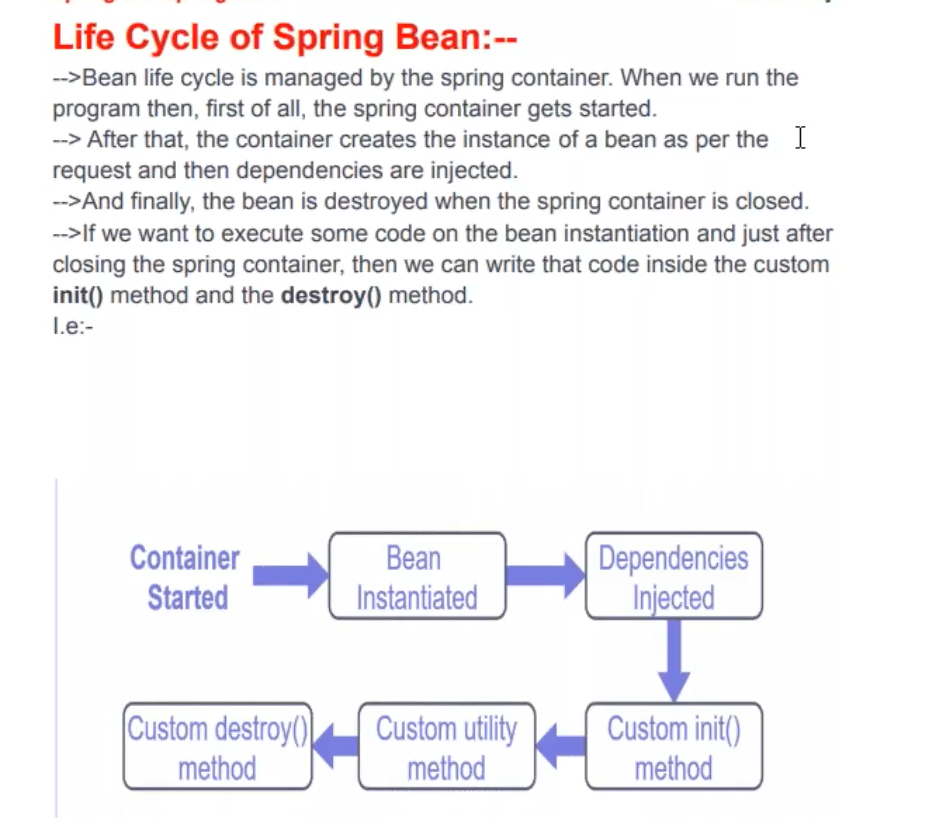 Life Cycle of Spring Bean:--
-->Bean life cycle is managed by the spring container. When we run the
program then, first of all, the spring container gets started.
--> After that, the container creates the instance of a bean as per the
request and then dependencies are injected.
-->And finally, the bean is destroyed when the spring container is closed.
-->If we want to execute some code on the bean instantiation and just after
closing the spring container, then we can write that code inside the custom
init() method and the destroy() method.
I.e:-
Container
Started
Bean
Instantiated
Dependencies
Injected
Custom init()
method
Custom utility
method
Custom destroy()
method